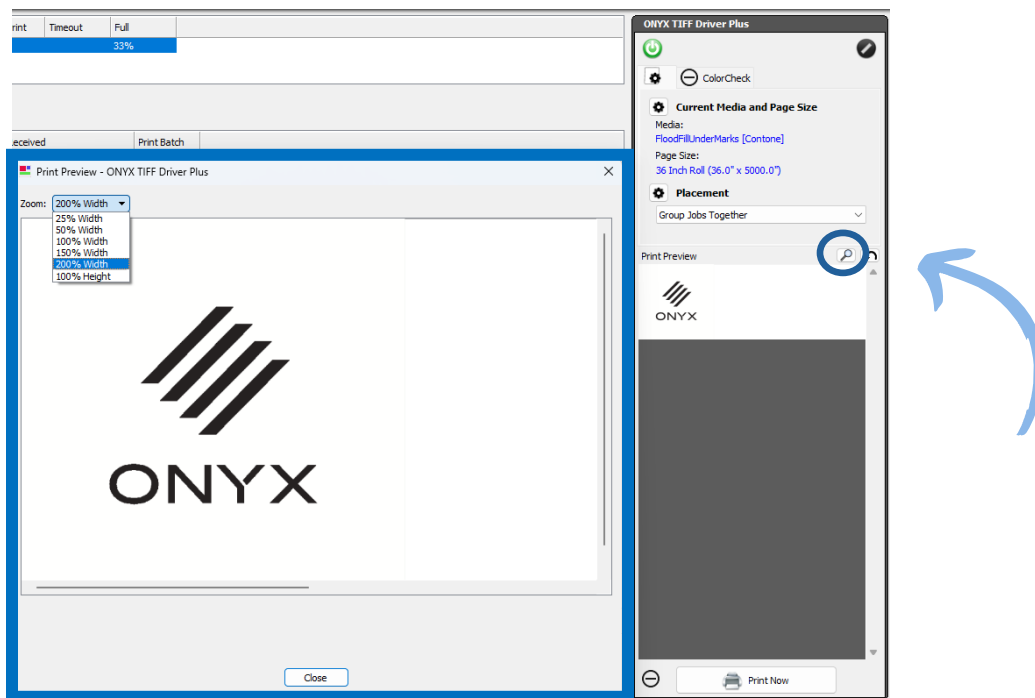 rint Timeout Full
33%
Received Print Batch
Print Preview - ONYX TIFF Driver Plus
Zoom: 200% Width
25% Width
50% Width
100% Width
150% Width
200% Width
100% Height
ONYX
Close
ONYX TIFF Driver Plus
ColorCheck
Current Media and Page Size
Media:
FloodFillUnderMarks [Contone]
Page Size:
36 Inch Roll (36.0" x 5000.0")
Placement
Group Jobs Together
Print Preview
ONYX
Print Now